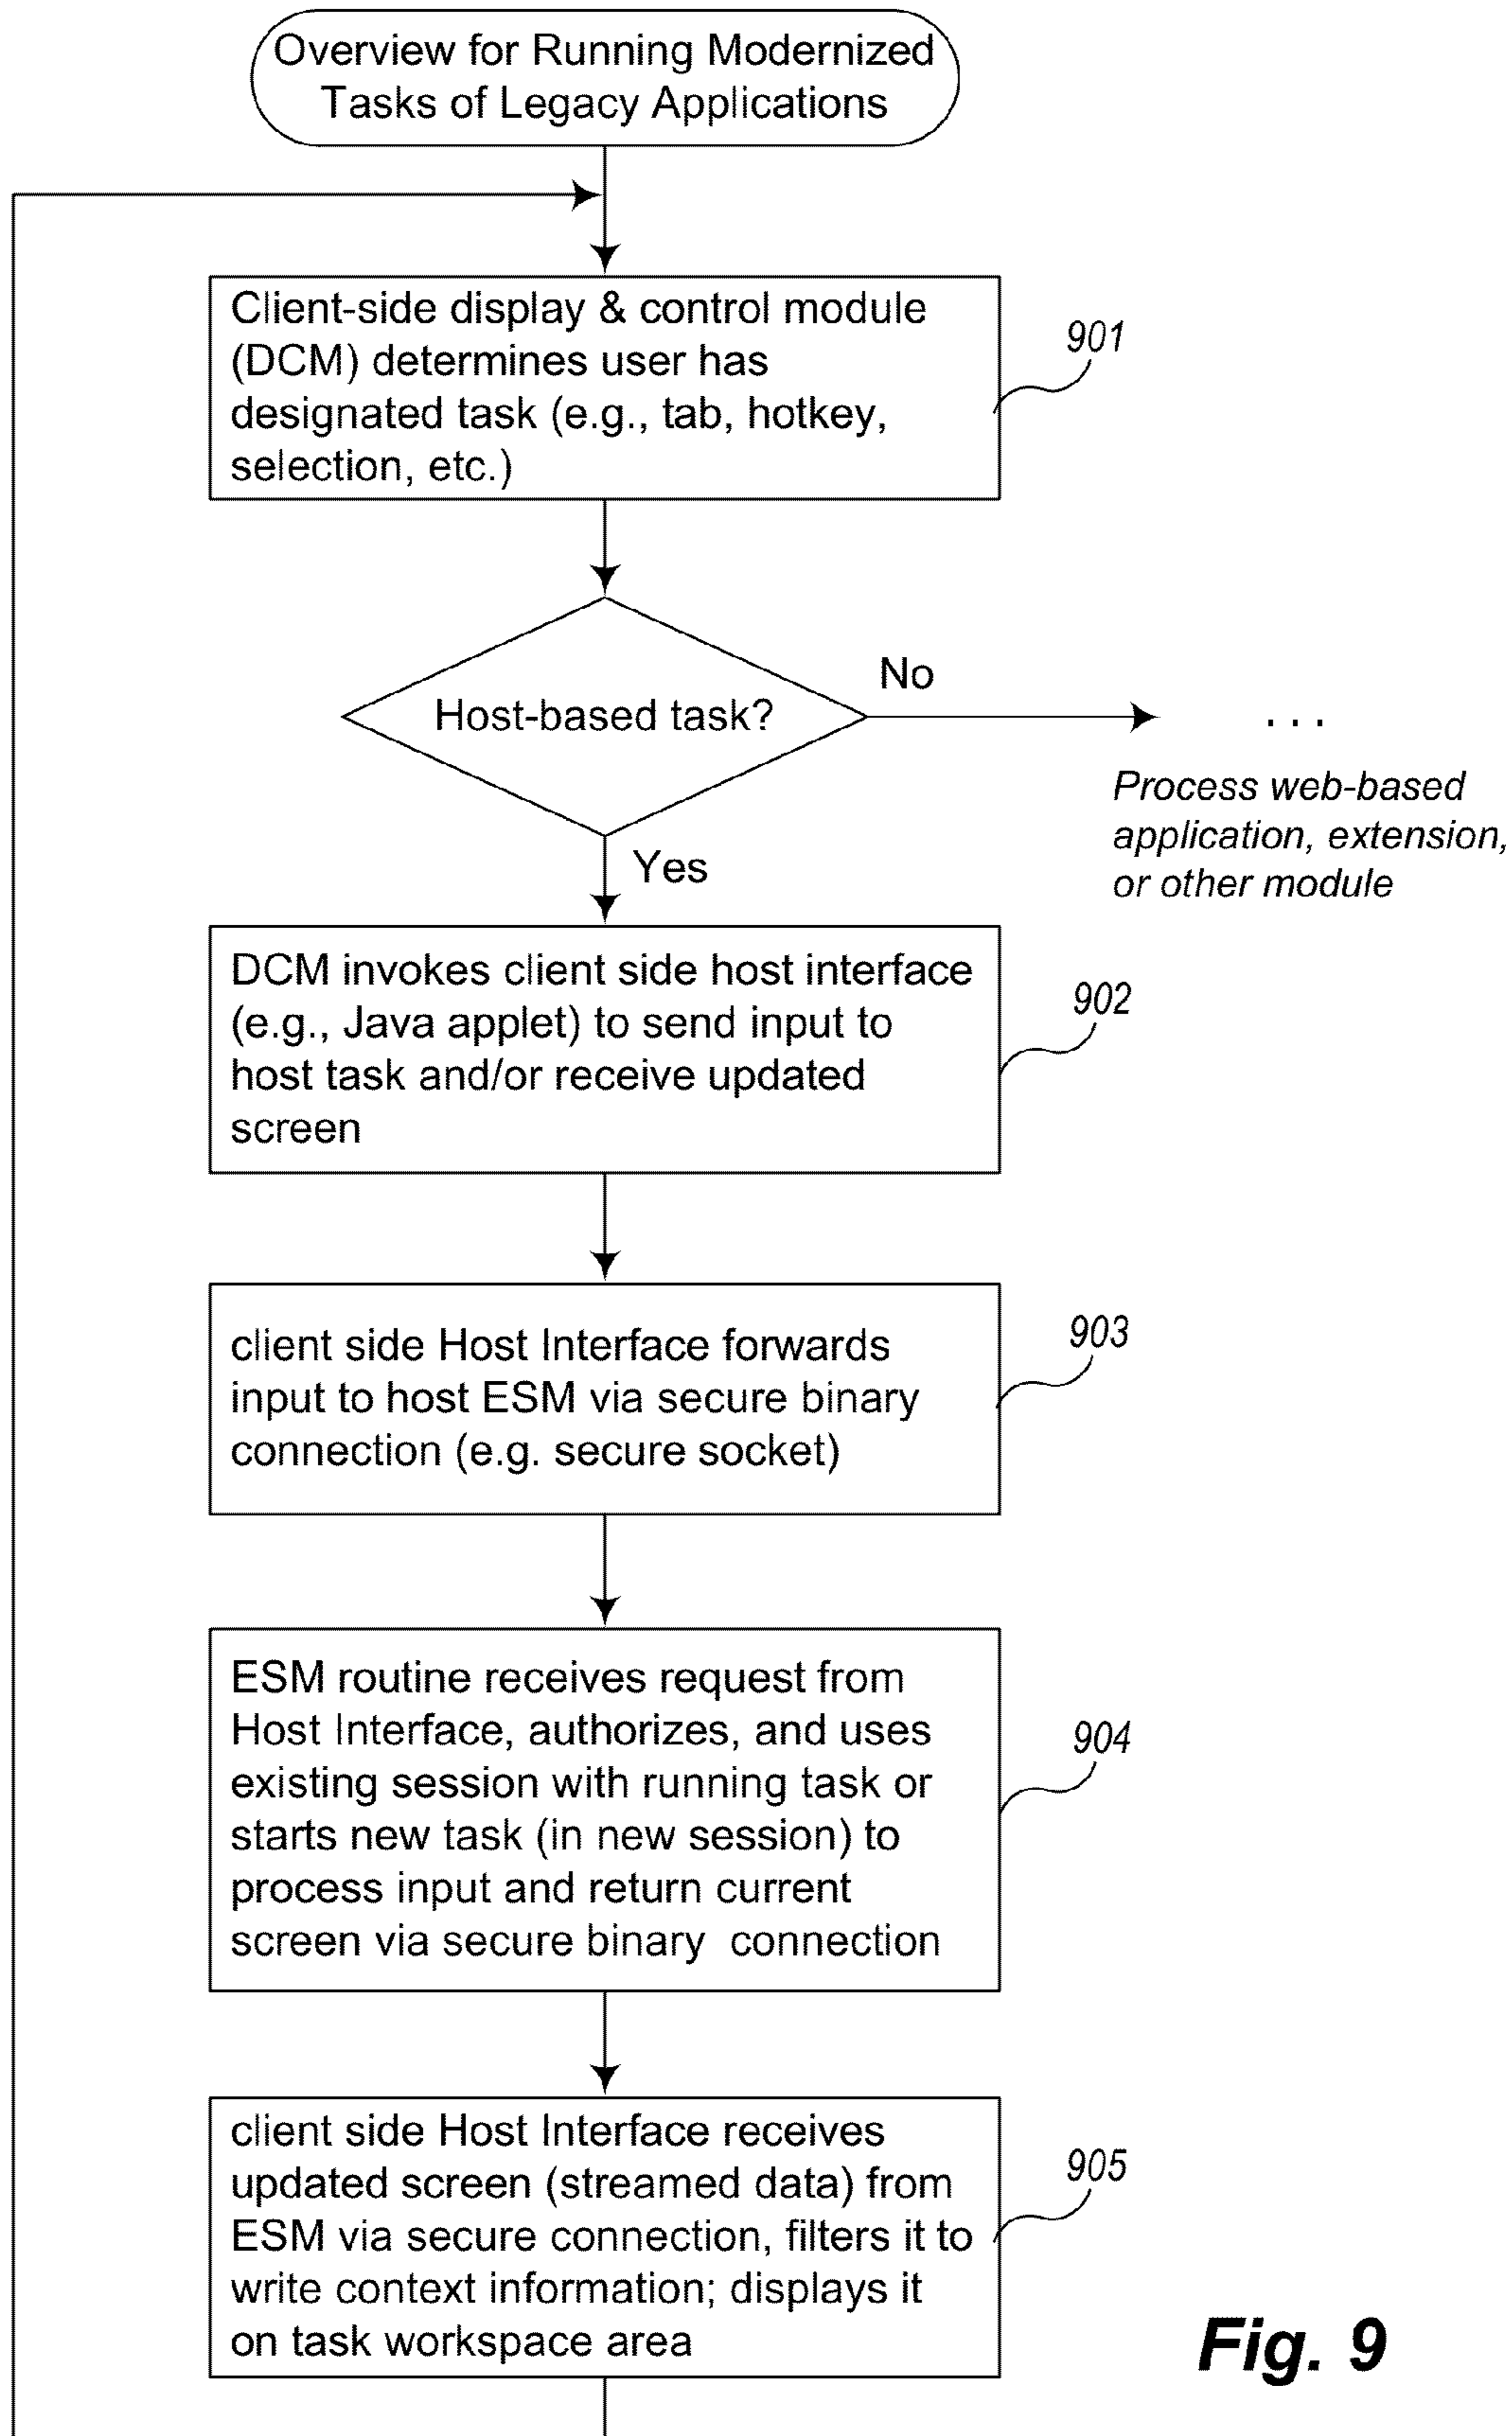 Overview for Running Modernized
Tasks of Legacy Applications
Client-side display & control module
(DCM) determines user has
designated task (e.g., tab, hotkey,
selection, etc.)
901
Host-based task?
No
. . .
Process web-based
application, extension,
or other module
Yes
DCM invokes client side host interface
(e.g., Java applet) to send input to
host task and/or receive updated
screen
902
client side Host Interface forwards
input to host ESM via secure binary
connection (e.g. secure socket)
903
ESM routine receives request from
Host Interface, authorizes, and uses
existing session with running task or
starts new task (in new session) to
process input and return current
screen via secure binary  connection
904
client side Host Interface receives
updated screen (streamed data) from
ESM via secure connection, filters it to
write context information; displays it
on task workspace area
905
Fig. 9